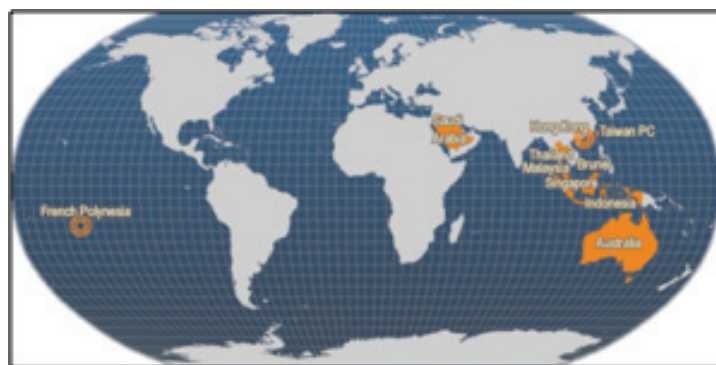 Saudi
Arabia
Hong Kong
Taiwan PC
Thailand
Brunei
Malaysia
Singapore
Indonesia
French Polynesia
Australia